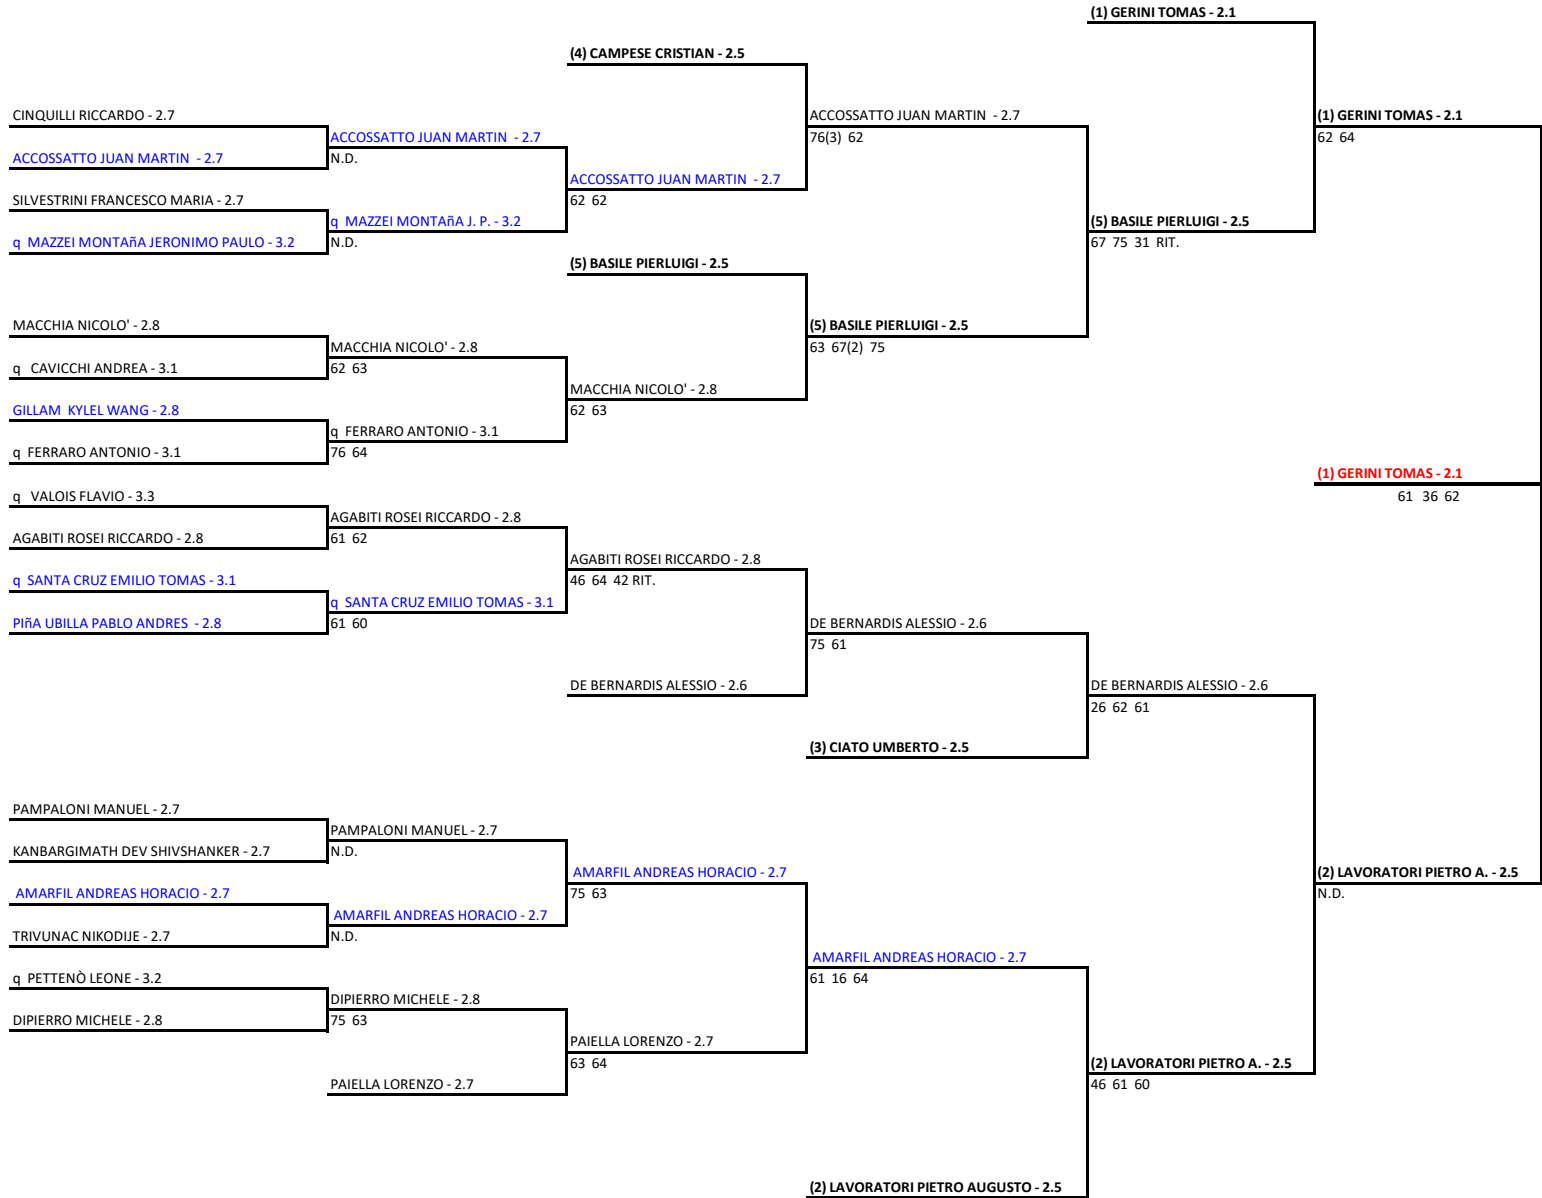 (1) GERINI TOMAS - 2.1
(4) CAMPESE CRISTIAN - 2.5
CINQUILLI RICCARDO - 2.7
ACCOSSATTO JUAN MARTIN - 2.7
(1) GERINI TOMAS - 2.1
ACCOSSATTO JUAN MARTIN - 2.7
76(3) 62
62 64
ACCOSSATTO JUAN MARTIN - 2.7
N.D.
ACCOSSATTO JUAN MARTIN - 2.7
SILVESTRINI FRANCESCO MARIA - 2.7
62 62
q MAZZEI MONTAñA J. P. - 3.2
(5) BASILE PIERLUIGI - 2.5
q MAZZEI MONTAñA JERONIMO PAULO - 3.2
N.D.
67 75 31 RIT.
(5) BASILE PIERLUIGI - 2.5
MACCHIA NICOLO' - 2.8
(5) BASILE PIERLUIGI - 2.5
MACCHIA NICOLO' - 2.8
63 67(2) 75
q CAVICCHI ANDREA - 3.1
62 63
MACCHIA NICOLO' - 2.8
GILLAM KYLEL WANG - 2.8
62 63
q FERRARO ANTONIO - 3.1
q FERRARO ANTONIO - 3.1
76 64
(1) GERINI TOMAS - 2.1
q VALOIS FLAVIO - 3.3
61 36 62
AGABITI ROSEI RICCARDO - 2.8
AGABITI ROSEI RICCARDO - 2.8
61 62
AGABITI ROSEI RICCARDO - 2.8
q SANTA CRUZ EMILIO TOMAS - 3.1
46 64 42 RIT.
q SANTA CRUZ EMILIO TOMAS - 3.1
PIñA UBILLA PABLO ANDRES - 2.8
61 60
DE BERNARDIS ALESSIO - 2.6
75 61
DE BERNARDIS ALESSIO - 2.6
DE BERNARDIS ALESSIO - 2.6
26 62 61
(3) CIATO UMBERTO - 2.5
PAMPALONI MANUEL - 2.7
PAMPALONI MANUEL - 2.7
KANBARGIMATH DEV SHIVSHANKER - 2.7
N.D.
AMARFIL ANDREAS HORACIO - 2.7
(2) LAVORATORI PIETRO A. - 2.5
AMARFIL ANDREAS HORACIO - 2.7
75 63
N.D.
AMARFIL ANDREAS HORACIO - 2.7
TRIVUNAC NIKODIJE - 2.7
N.D.
AMARFIL ANDREAS HORACIO - 2.7
q PETTENÒ LEONE - 3.2
61 16 64
DIPIERRO MICHELE - 2.8
DIPIERRO MICHELE - 2.8
75 63
PAIELLA LORENZO - 2.7
63 64
(2) LAVORATORI PIETRO A. - 2.5
PAIELLA LORENZO - 2.7
46 61 60
(2) LAVORATORI PIETRO AUGUSTO - 2.5